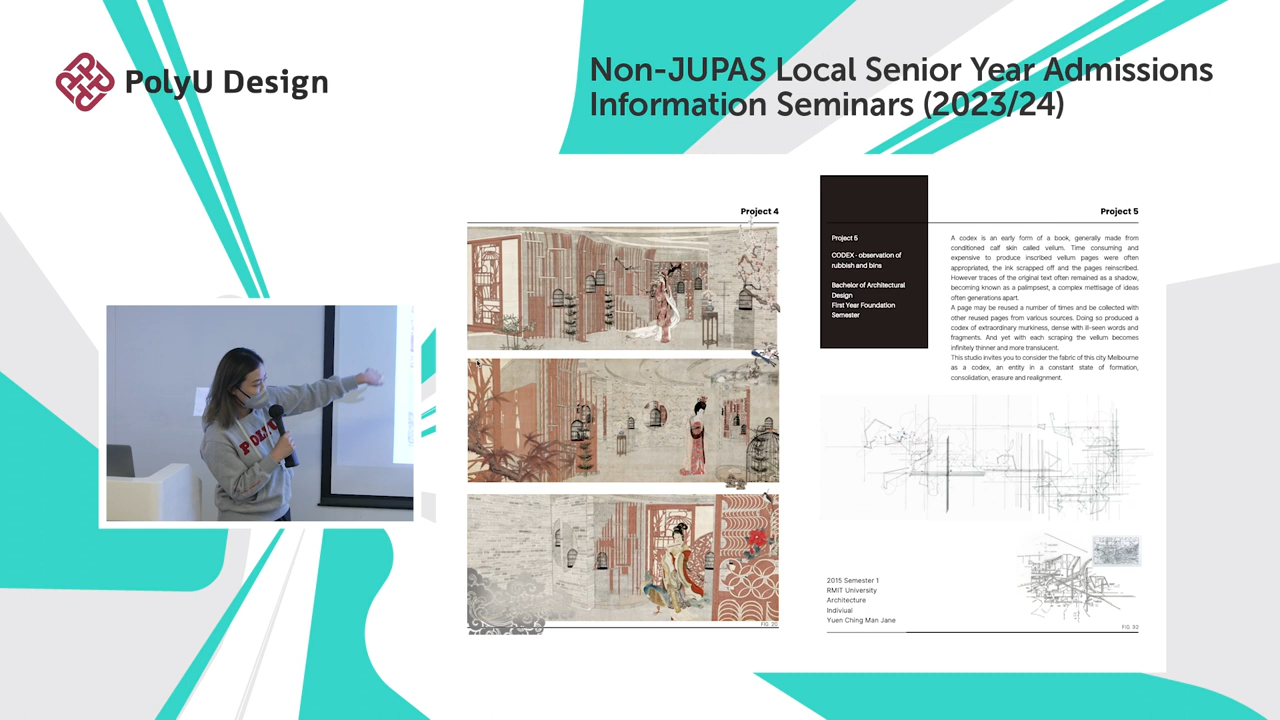 PolyU Design
Non-JUPAS Local Senior Year Admissions
Information Seminars (2023/24)
POLYU
Project 4
FIG. 20
Project 5
Project 5
CODEX - observation of
rubbish and bins
Bachelor of Architectural
Design
First Year Foundation
Semester
A codex is an early form of a book, generally made from
conditioned calf skin called vellum. Time consuming and
expensive to produce inscribed vellum pages were often
appropriated, the ink scrapped off and the pages reinscribed.
However traces of the original text often remained as a shadow,
becoming known as a palimpsest, a complex mettisage of ideas
often generations apart.
A page may be reused a number of times and be collected with
other reused pages from various sources. Doing so produced a
codex of extraordinary murkiness, dense with ill-seen words and
fragments. And yet with each scraping the vellum becomes
infinitely thinner and more translucent.
This studio invites you to consider the fabric of this city Melbourne
as a codex, an entity in a constant state of formation,
consolidation, erasure and realignment.
2015 Semester 1
RMIT University
Architecture
Indiviual
Yuen Ching Man Jane
FIG. 32